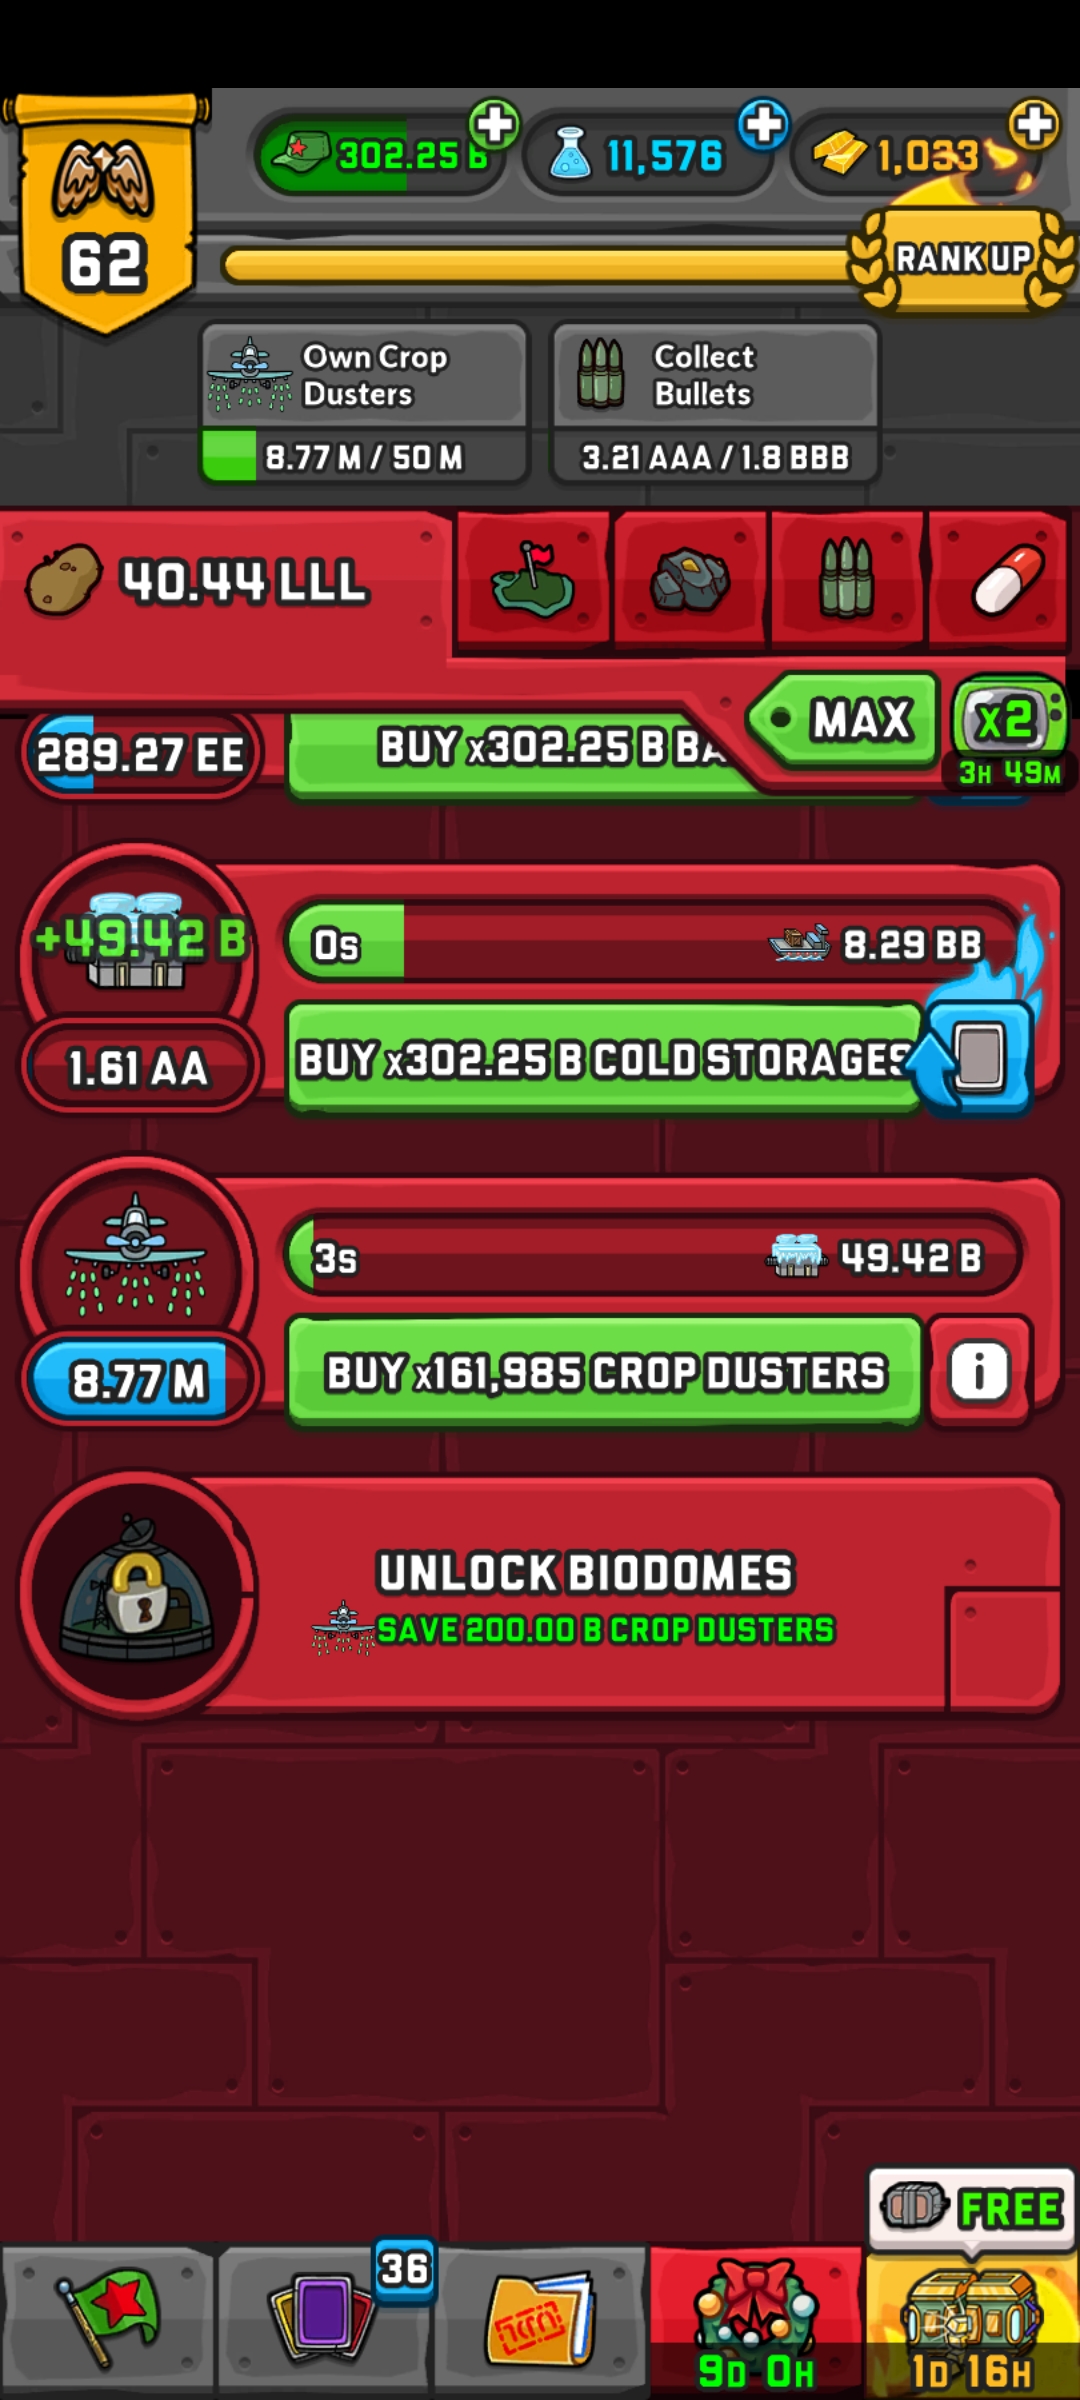 302.25 B
11,576
1,033
62
RANK UP
Own Crop
Dusters
8.77 M / 50 M
Collect
Bullets
3.21 AAA / 1.8 BBB
40.44 LLL
MAX
x2
3H 49M
289.27 EE
BUY x302.25 B BA
+49.42 B
0s
8.29 BB
1.61 AA
BUY x302.25 B COLD STORAGES
3s
49.42 B
8.77 M
BUY x161,985 CROP DUSTERS
i
UNLOCK BIODOMES
SAVE 200.00 B CROP DUSTERS
FREE
36
9D 0H
1D 16H